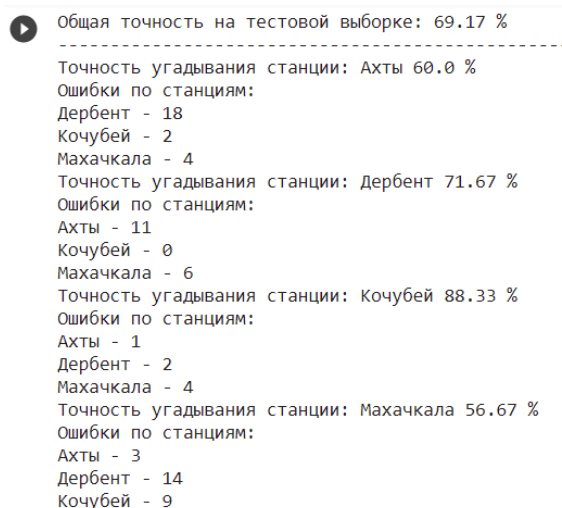 Общая точность на тестовой выборке: 69.17 %
------------------------------------------------
Точность угадывания станции: Ахты 60.0 %
Ошибки по станциям:
Дербент - 18
Кочубей - 2
Махачкала - 4
Точность угадывания станции: Дербент 71.67 %
Ошибки по станциям:
Ахты - 11
Кочубей - 0
Махачкала - 6
Точность угадывания станции: Кочубей 88.33 %
Ошибки по станциям:
Ахты - 1
Дербент - 2
Махачкала - 4
Точность угадывания станции: Махачкала 56.67 %
Ошибки по станциям:
Ахты - 3
Дербент - 14
Кочубей - 9